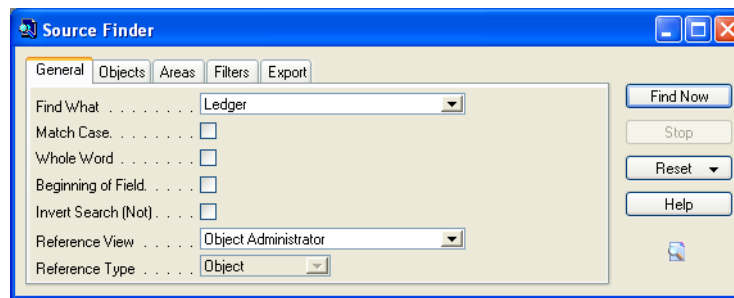 Source Finder
General Objects Areas Filters Export
Find What . . . . . . . . Ledger
Match Case. . . . . . . .
Whole Word . . . . . . .
Beginning of Field. . . . .
Invert Search (Not) . . . .
Reference View . . . . . Object Administrator
Reference Type . . . . . Object
Find Now
Stop
Reset
Help